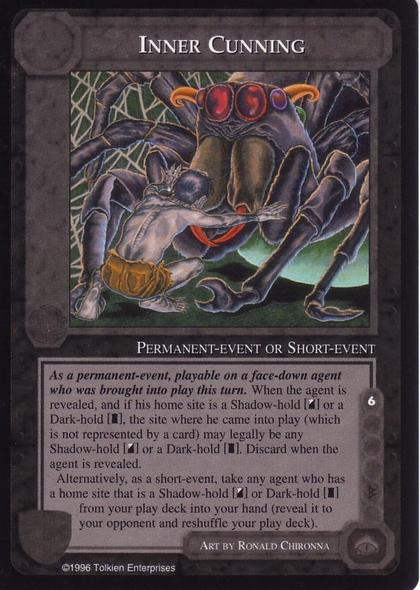 Inner Cunning
Permanent-event or Short-event
As a permanent-event, playable on a face-down agent
who was brought into play this turn. When the agent is
revealed, and if his home site is a Shadow-hold [] or a
Dark-hold [], the site where he came into play (which
is not represented by a card) may legally be any
Shadow-hold [] or a Dark-hold []. Discard when
the agent is revealed.
Alternatively, as a short-event, take any agent who
has a home site that is a Shadow-hold [] or Dark-hold []
from your play deck into your hand (reveal it to
your opponent and reshuffle your play deck).
6
Art by Ronald Chironna
©1996 Tolkien Enterprises